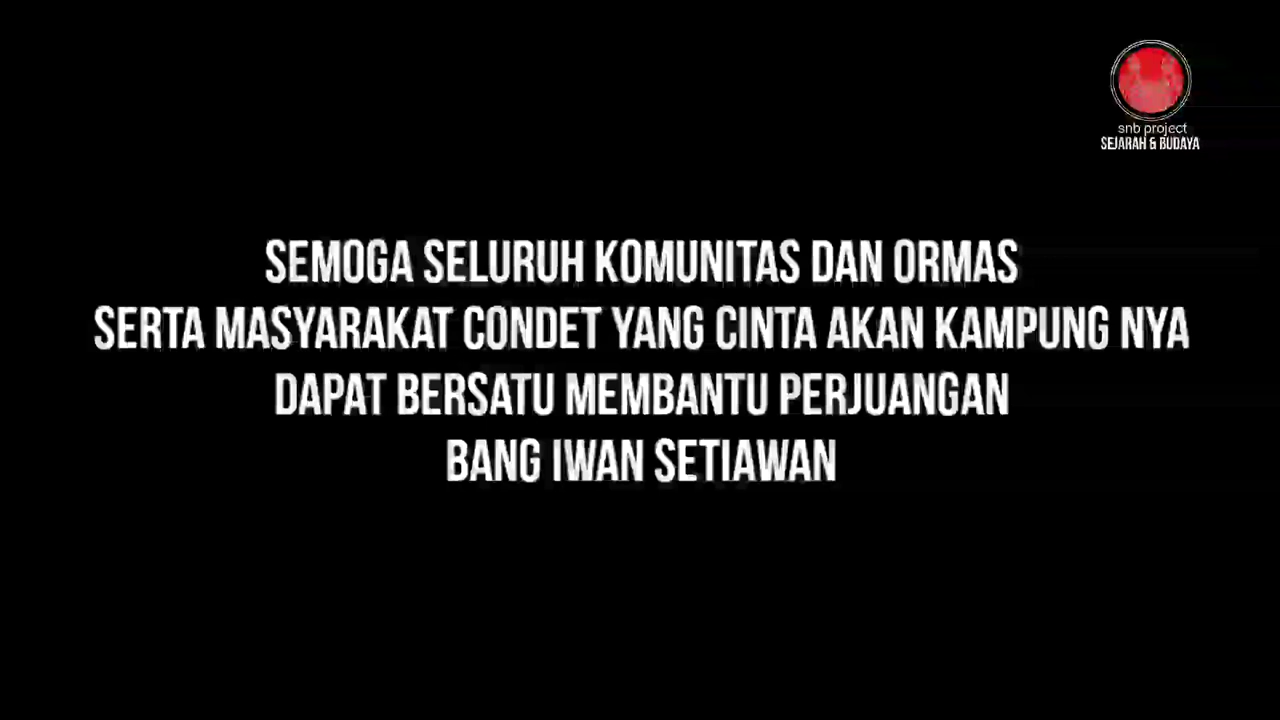 snb project
SEJARAH & BUDAYA
SEMOGA SELURUH KOMUNITAS DAN ORMAS
SERTA MASYARAKAT CONDET YANG CINTA AKAN KAMPUNG NYA
DAPAT BERSATU MEMBANTU PERJUANGAN
BANG IWAN SETIAWAN